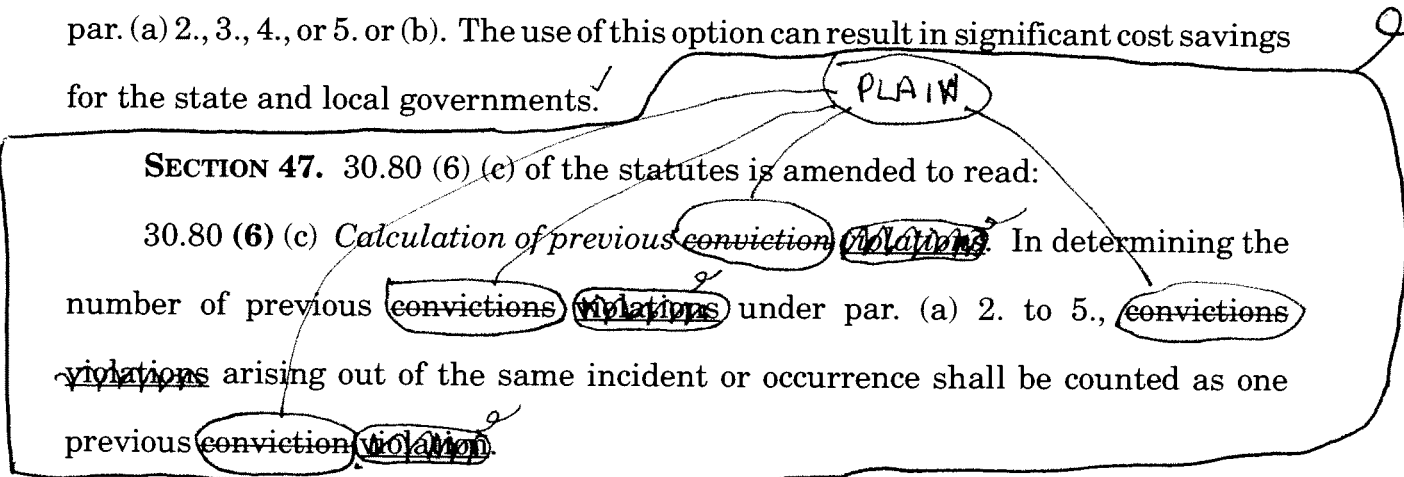 par. (a) 2., 3., 4., or 5. or (b). The use of this option can result in significant cost savings
for the state and local governments.
PLAIN
SECTION 47. 30.80 (6) (c) of the statutes is amended to read:
30.80 (6) (c) Calculation of previous conviction violations. In determining the
number of previous convictions violations under par. (a) 2. to 5., convictions
violations arising out of the same incident or occurrence shall be counted as one
previous conviction violation.